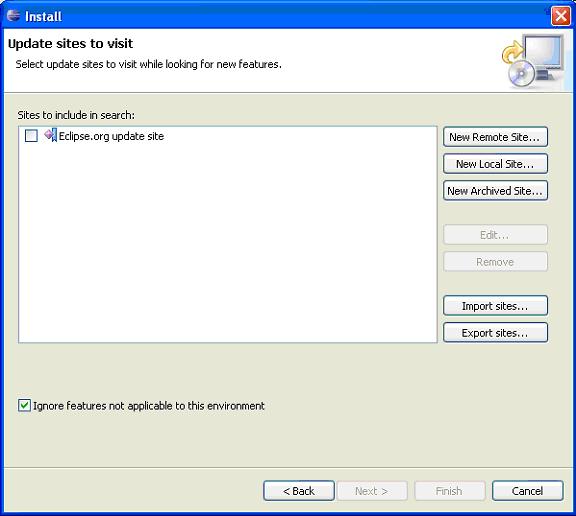 Install
Update sites to visit
Select update sites to visit while looking for new features.
Sites to include in search:
Eclipse.org update site
New Remote Site...
New Local Site...
New Archived Site...
Edit...
Remove
Import sites...
Export sites...
Ignore features not applicable to this environment
< Back
Next >
Finish
Cancel